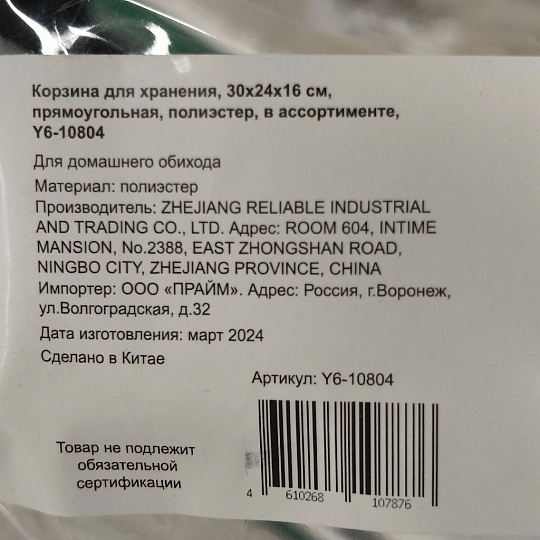 Корзина для хранения, 30х24х16 см,
прямоугольная, полиэстер, в ассортименте,
Y6-10804
Для домашнего обихода
Материал: полиэстер
Производитель: ZHEJIANG RELIABLE INDUSTRIAL
AND TRADING CO., LTD. Адрес: ROOM 604, INTIME
MANSION, No.2388, EAST ZHONGSHAN ROAD,
NINGBO CITY, ZHEJIANG PROVINCE, CHINA
Импортер: ООО «ПРАЙМ». Адрес: Россия, г.Воронеж,
ул.Волгоградская, д.32
Дата изготовления: март 2024
Сделано в Китае
Артикул: Y6-10804
Товар не подлежит
обязательной
сертификации
4 610268 107876